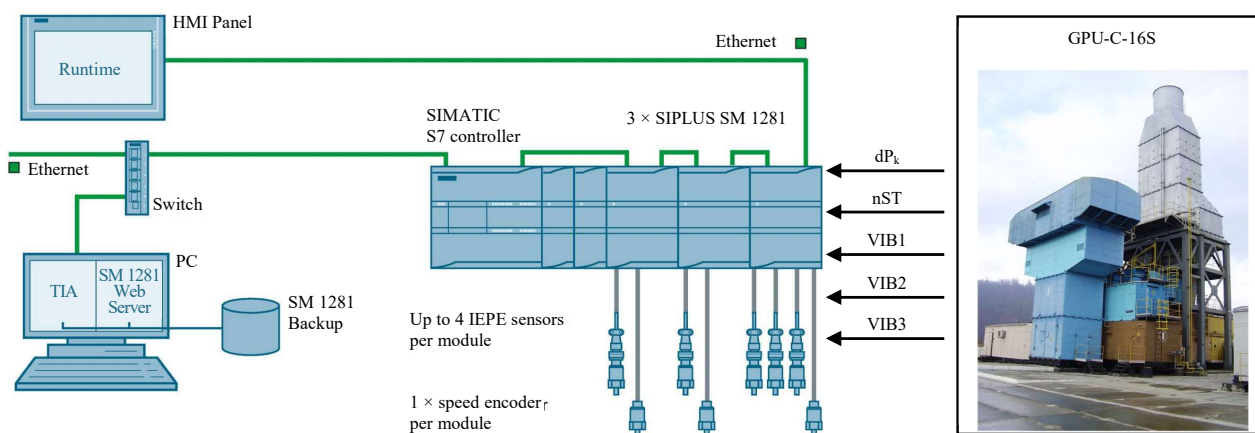 HMI Panel
Runtime
Ethernet
GPU-C-16S
SIMATIC
S7 controller
3 × SIPLUS SM 1281
Ethernet
Switch
dPk
nST
VIB1
VIB2
VIB3
PC
TIA
SM 1281
Web
Server
SM 1281
Backup
Up to 4 IEPE sensors
per module
1 × speed encoder
per module